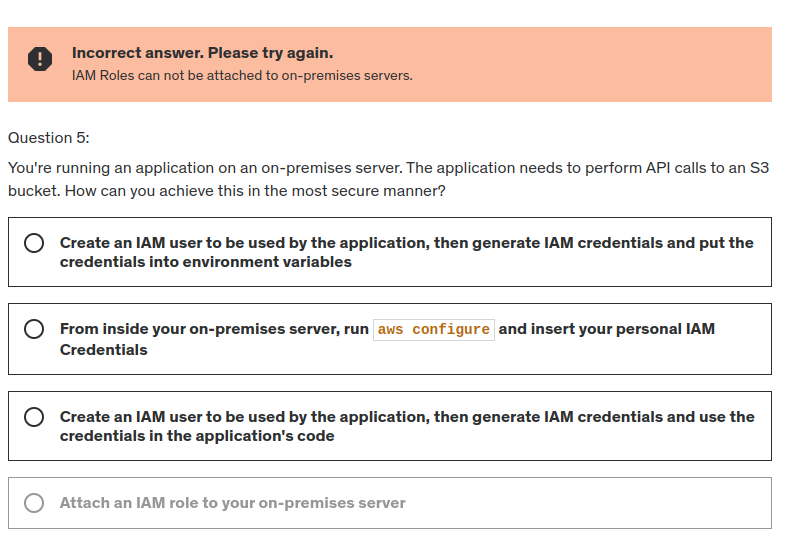 Incorrect answer. Please try again.
IAM Roles can not be attached to on-premises servers.
Question 5:
You're running an application on an on-premises server. The application needs to perform API calls to an S3
bucket. How can you achieve this in the most secure manner?
Create an IAM user to be used by the application, then generate IAM credentials and put the
credentials into environment variables
From inside your on-premises server, run aws configure and insert your personal IAM
Credentials
Create an IAM user to be used by the application, then generate IAM credentials and use the
credentials in the application's code
Attach an IAM role to your on-premises server